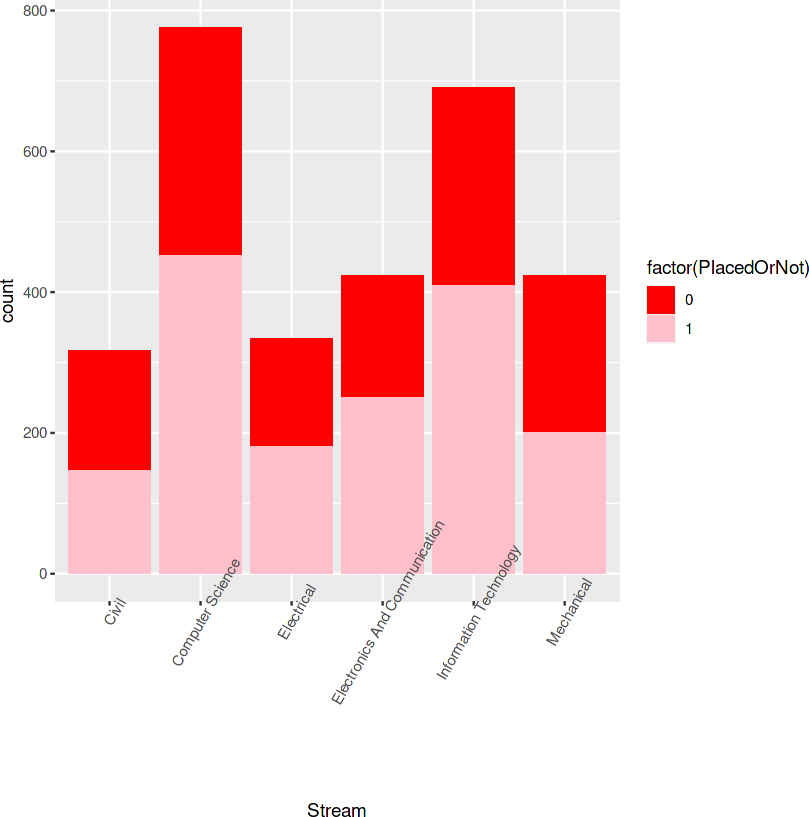 800
600
400
200
0
count
Civil
Computer Science
Electrical
Electronics And Communication
Information Technology
Mechanical
Stream
factor(PlacedOrNot)
0
1